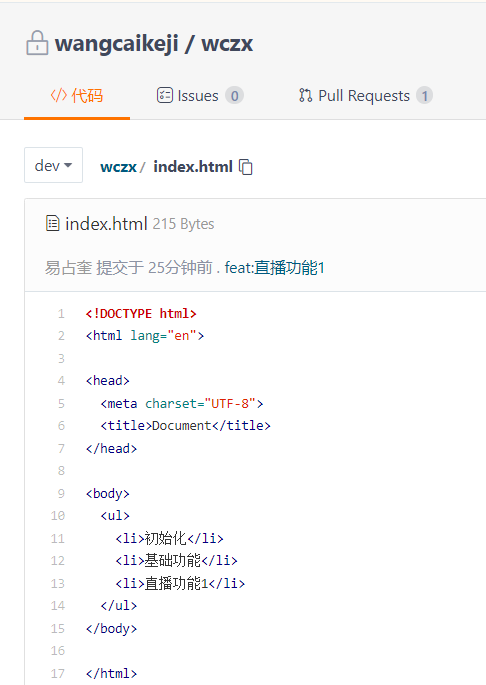 wangcaikeji / wczx
代码 Issues 0 Pull Requests 1
dev wczx / index.html
index.html 215 Bytes
易占奎 提交于 25分钟前 . feat:直播功能1
1 <!DOCTYPE html>
2 <html lang="en">
3
4 <head>
5 <meta charset="UTF-8">
6 <title>Document</title>
7 </head>
8
9 <body>
10 <ul>
11 <li>初始化</li>
12 <li>基础功能</li>
13 <li>直播功能1</li>
14 </ul>
15 </body>
16
17 </html>